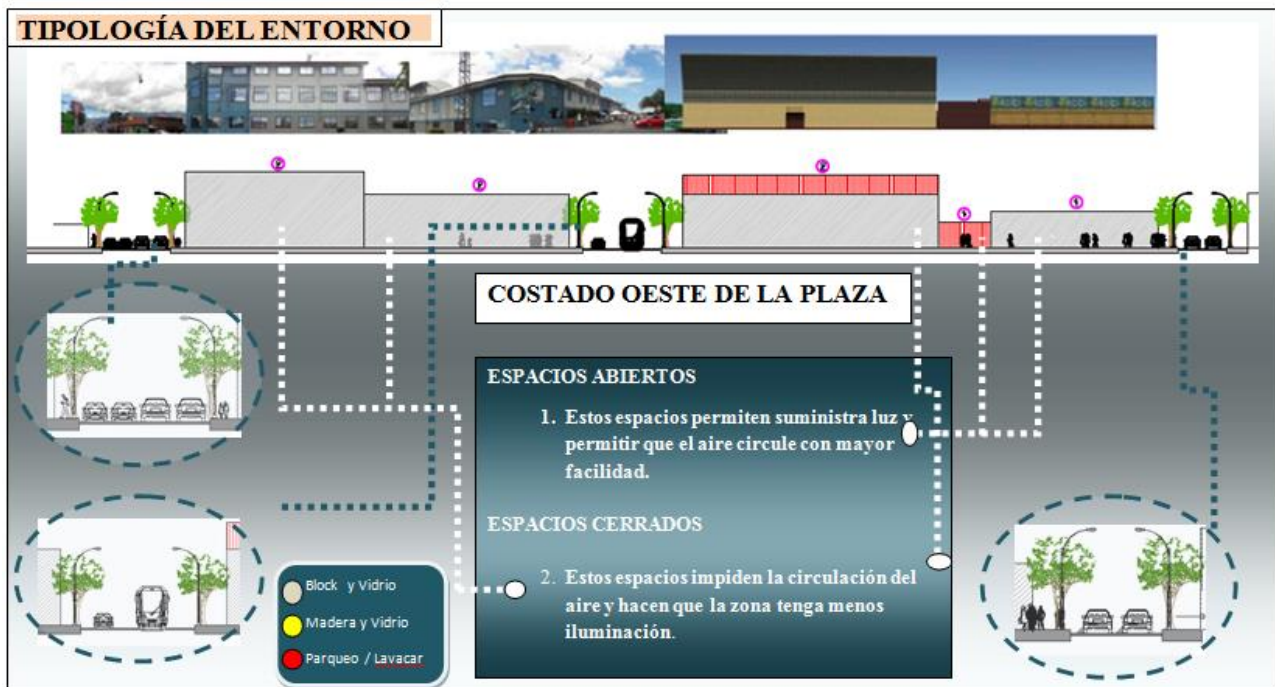 TIPOLOGÍA DEL ENTORNO
COSTADO OESTE DE LA PLAZA
ESPACIOS ABIERTOS
1. Estos espacios permiten suministra luz y
permitir que el aire circule con mayor
facilidad.
ESPACIOS CERRADOS
2. Estos espacios impiden la circulación del
aire y hacen que la zona tenga menos
iluminación.
Block y Vidrio
Madera y Vidrio
Parqueo / Lavacar